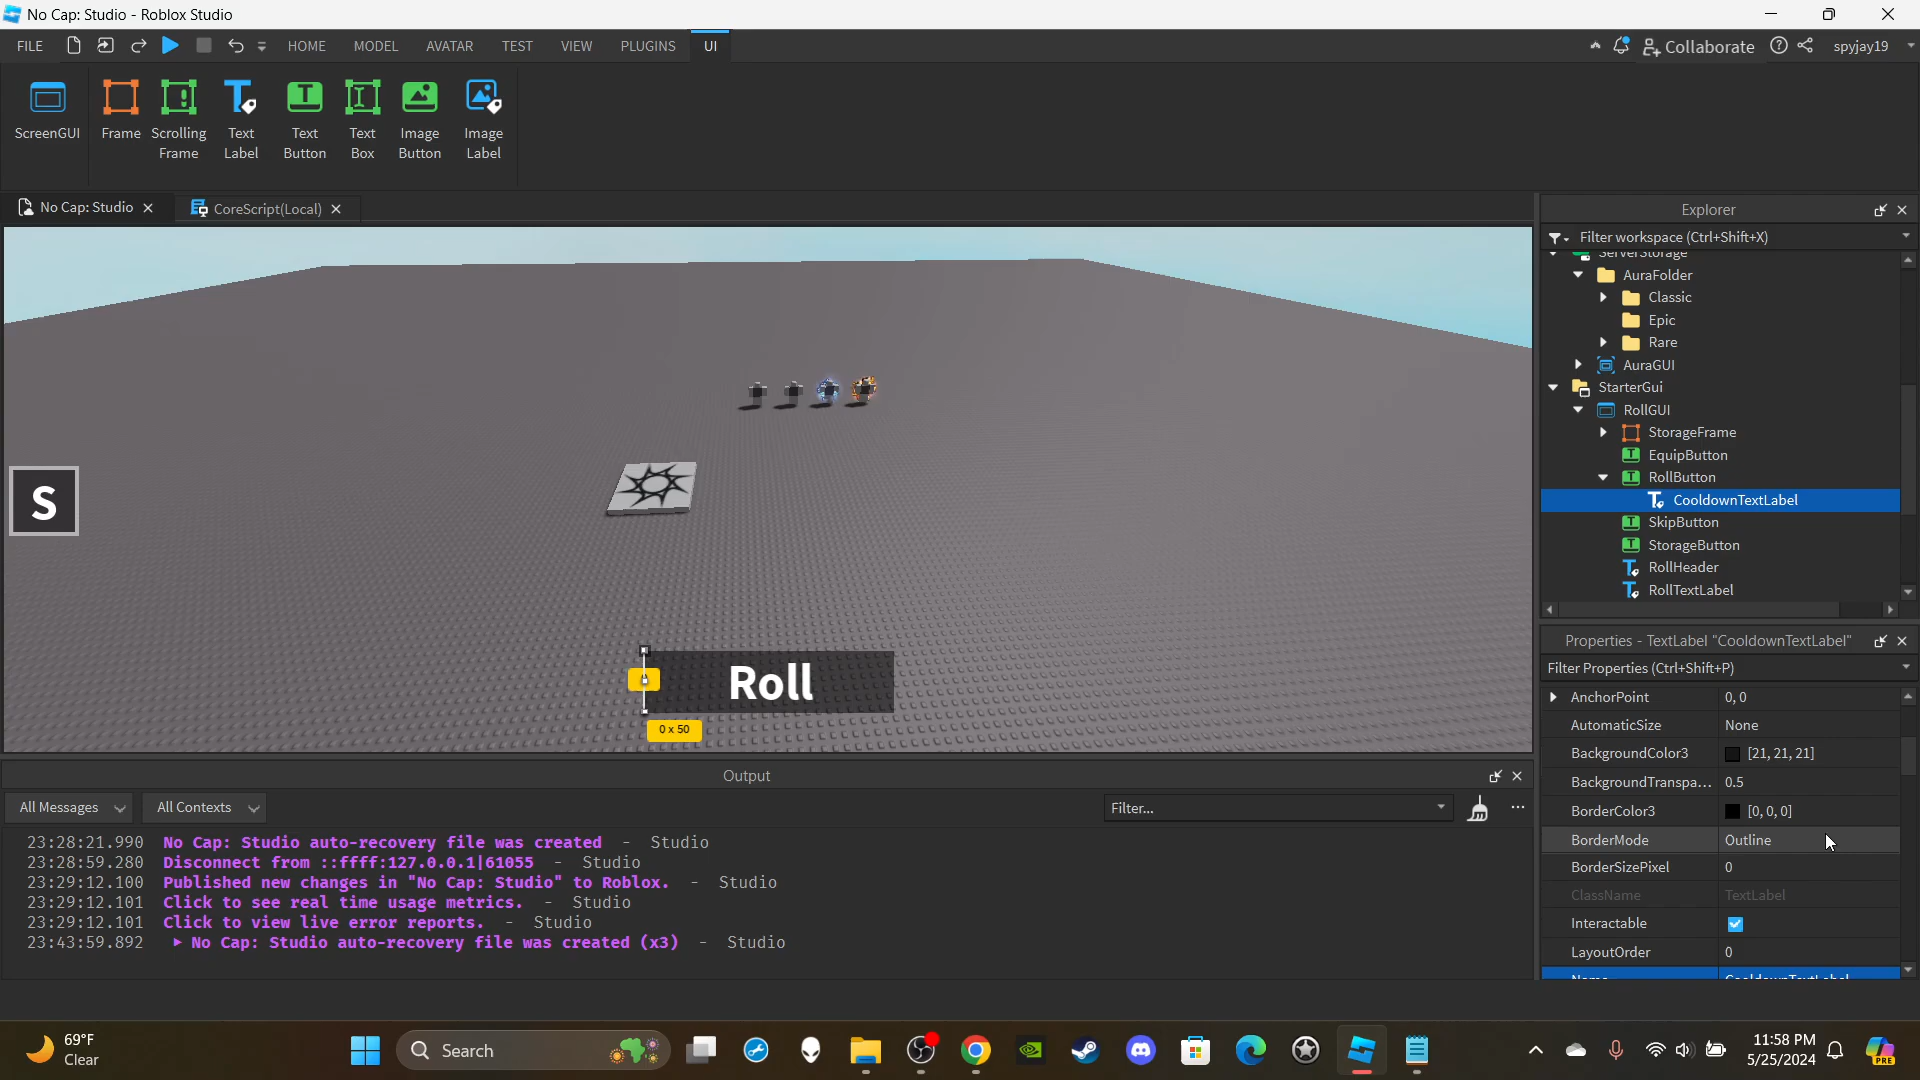 No Cap: Studio - Roblox Studio
FILE HOME MODEL AVATAR TEST VIEW PLUGINS UI Collaborate spyjay19
ScreenGUI Frame Scrolling Frame Text Label Text Button Text Box Image Button Image Label
No Cap: Studio CoreScript(Local)
Explorer
Filter workspace (Ctrl+Shift+X)
ServerStorage
AuraFolder
Classic
Epic
Rare
AuraGUI
StarterGui
RollGUI
StorageFrame
EquipButton
RollButton
CooldownTextLabel
SkipButton
StorageButton
RollHeader
RollTextLabel
S
Roll
0 x 50
Properties - TextLabel "CooldownTextLabel"
Filter Properties (Ctrl+Shift+P)
AnchorPoint 0, 0
AutomaticSize None
BackgroundColor3 [21, 21, 21]
BackgroundTranspa... 0.5
BorderColor3 [0, 0, 0]
BorderMode Outline
BorderSizePixel 0
ClassName TextLabel
Interactable
LayoutOrder 0
Name CooldownTextLabel
Output
All Messages All Contexts Filter...
23:28:21.990 No Cap: Studio auto-recovery file was created - Studio
23:28:59.280 Disconnect from ::ffff:127.0.0.1|61055 - Studio
23:29:12.100 Published new changes in "No Cap: Studio" to Roblox. - Studio
23:29:12.101 Click to see real time usage metrics. - Studio
23:29:12.101 Click to view live error reports. - Studio
23:43:59.892 No Cap: Studio auto-recovery file was created (x3) - Studio
69°F
Clear
Search
11:58 PM
5/25/2024
PRE